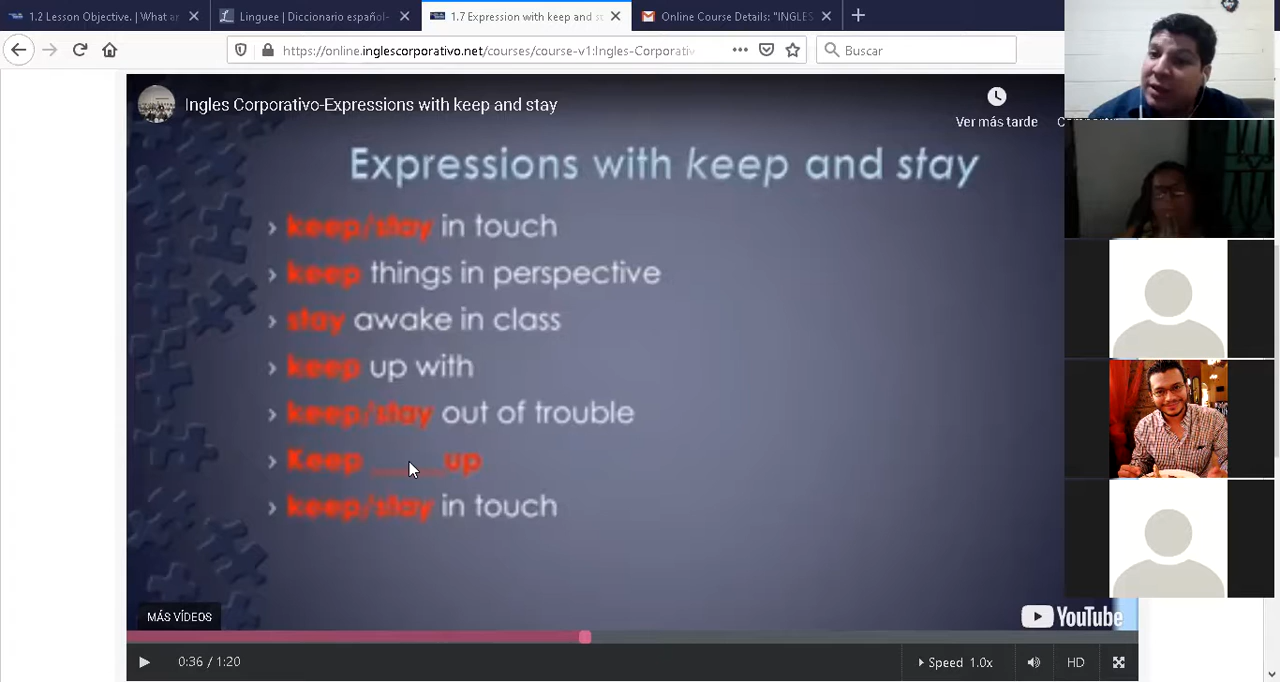 1.2 Lesson Objective. | What ar
Linguee | Diccionario español-
1.7 Expression with keep and st
Online Course Details: "INGLES
https://online.inglescorporativo.net/courses/course-v1:Ingles-Corporativ
Buscar
Ingles Corporativo-Expressions with keep and stay
Ver más tarde
Expressions with keep and stay
› keep/stay in touch
› keep things in perspective
› stay awake in class
› keep up with
› keep/stay out of trouble
› Keep _____up
› keep/stay in touch
MÁS VÍDEOS
YouTube
0:36 / 1:20
Speed 1.0x
HD